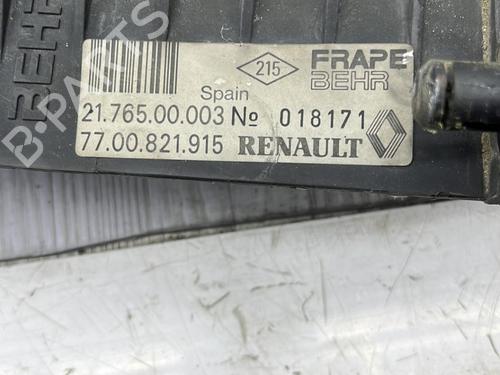 BEHR
215
FRAPE
BEHR
Spain
21.765.00.003 No 018171
77.00.821.915 RENAULT
B-PARTS